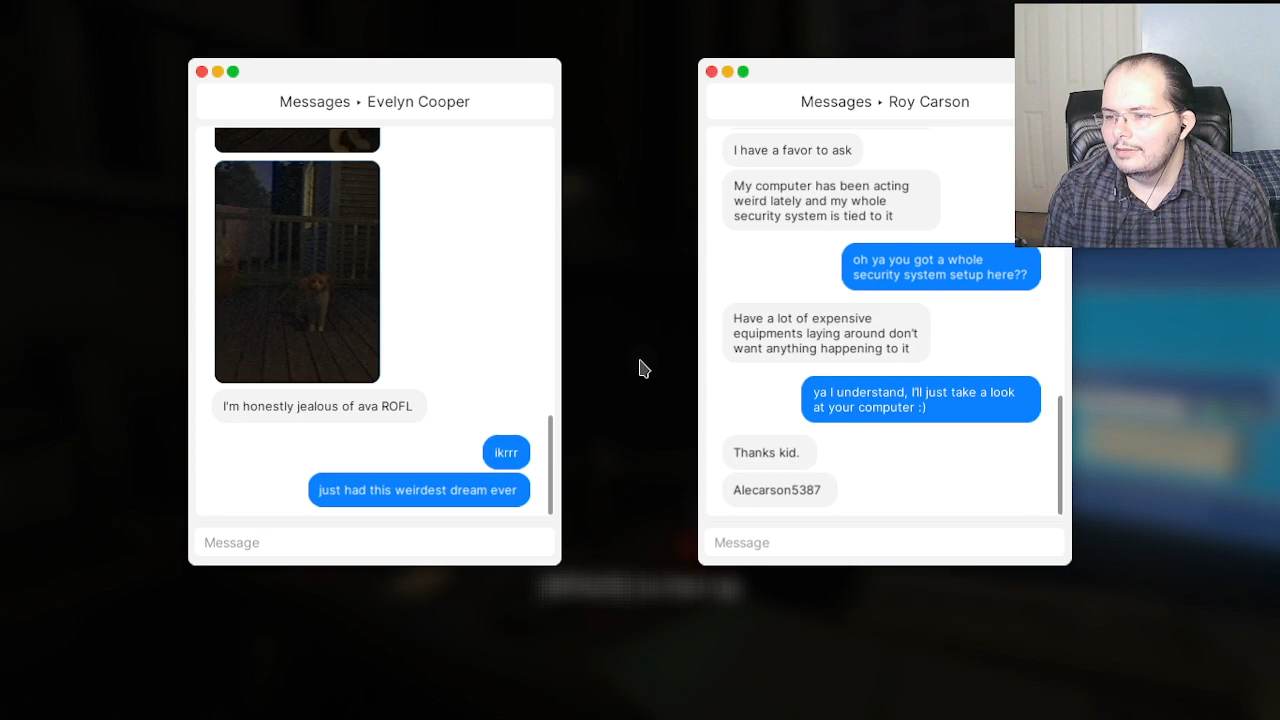 Messages ▸ Evelyn Cooper
I'm honestly jealous of ava ROFL
ikrrr
just had this weirdest dream ever
Message
Messages ▸ Roy Carson
I have a favor to ask
My computer has been acting
weird lately and my whole
security system is tied to it
oh ya you got a whole
security system setup here??
Have a lot of expensive
equipments laying around don't
want anything happening to it
ya I understand, I'll just take a look
at your computer :)
Thanks kid.
Alecarson5387
Message